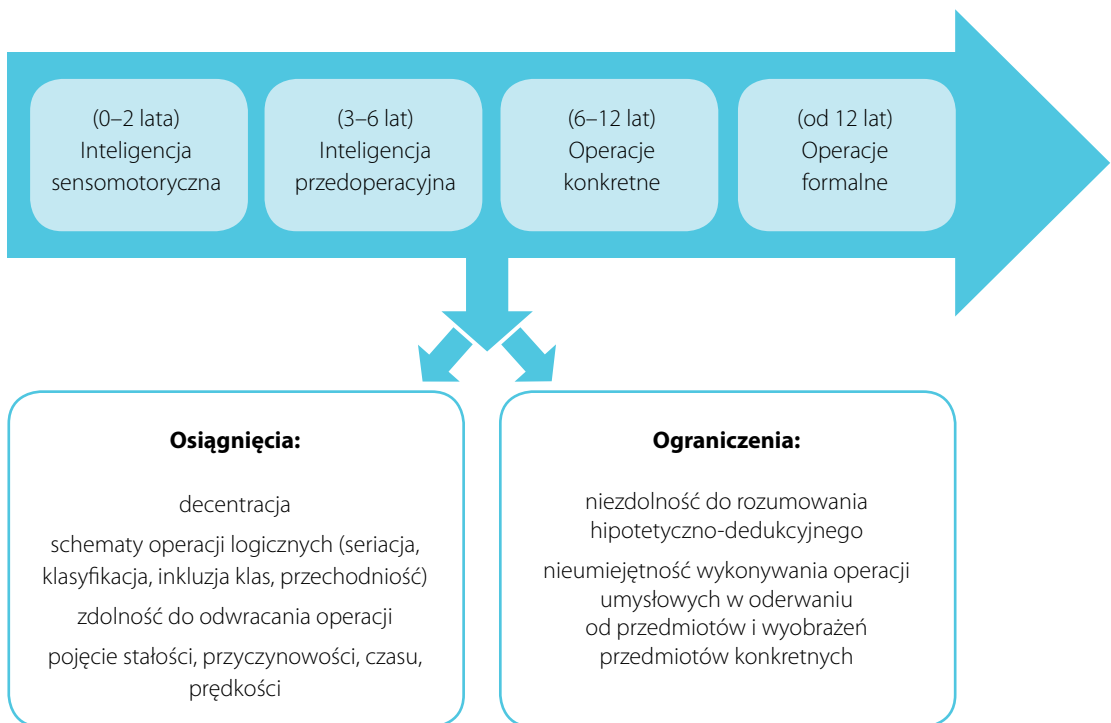 (0–2 lata)
Inteligencja
sensomotoryczna
(3–6 lat)
Inteligencja
przedoperacyjna
(6–12 lat)
Operacje
konkretne
(od 12 lat)
Operacje
formalne
Osiągnięcia:
decentracja
schematy operacji logicznych (seriacja,
klasyfikacja, inkluzja klas, przechodniość)
zdolność do odwracania operacji
pojęcie stałości, przyczynowości, czasu,
prędkości
Ograniczenia:
niezdolność do rozumowania
hipotetyczno-dedukcyjnego
nieumiejętność wykonywania operacji
umysłowych w oderwaniu
od przedmiotów i wyobrażeń
przedmiotów konkretnych